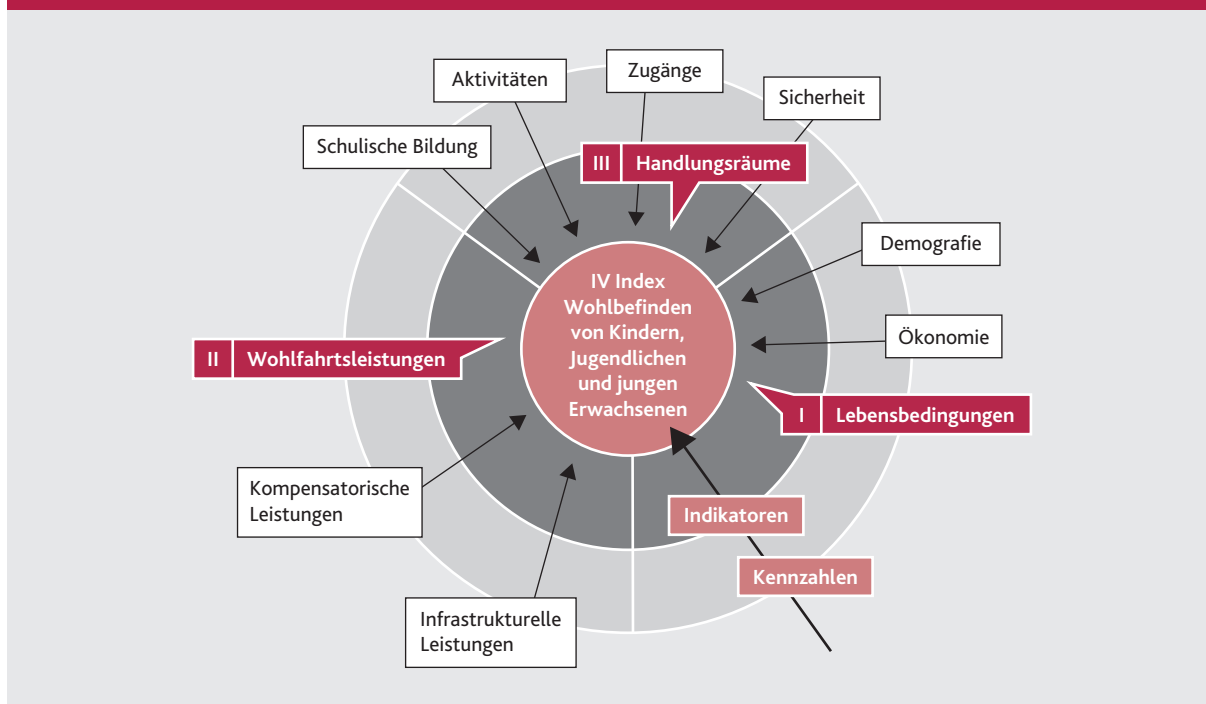 Zugänge
Aktivitäten
Sicherheit
Schulische Bildung
III Handlungsräume
Demografie
IV Index
Wohlbefinden
von Kindern,
Jugendlichen
und jungen
Erwachsenen
Ökonomie
II Wohlfahrtsleistungen
I Lebensbedingungen
Kompensatorische
Leistungen
Indikatoren
Kennzahlen
Infrastrukturelle
Leistungen